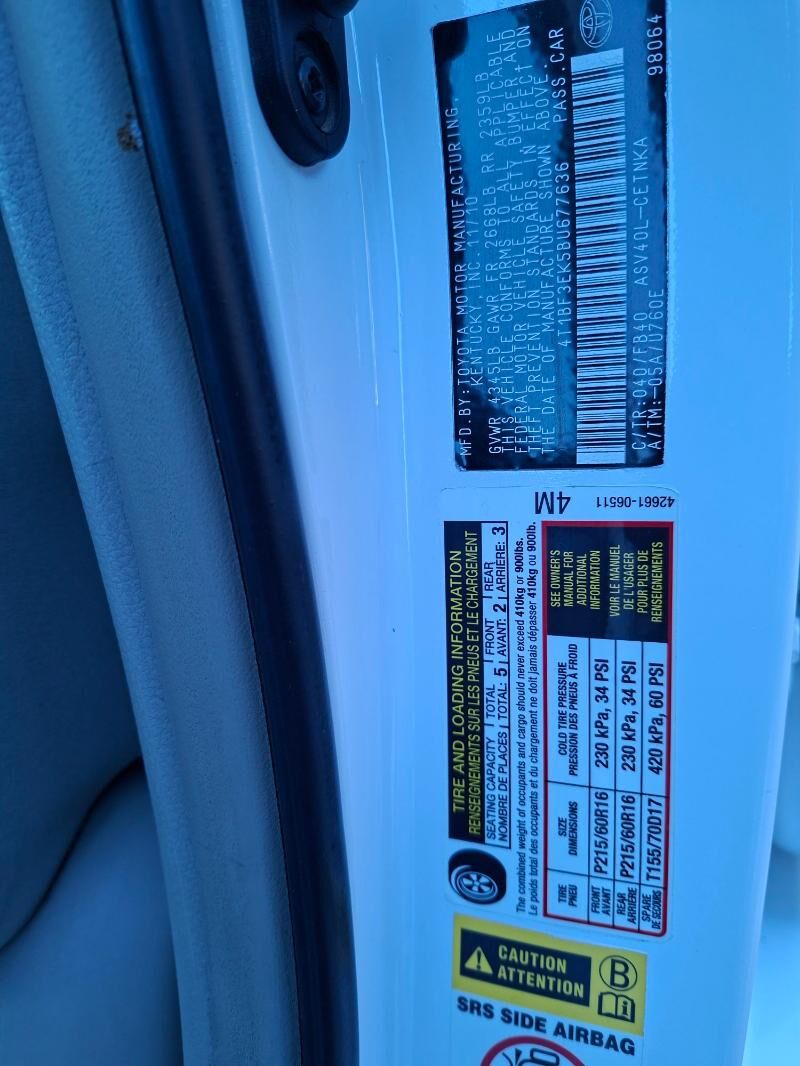 MFD.BY:TOYOTA MOTOR MANUFACTURING,
KENTUCKY, INC. 11/10
GVWR 4345LB GAWR FR 2668LB RR 2359LB
THIS VEHICLE CONFORMS TO ALL APPLICABLE
FEDERAL MOTOR VEHICLE SAFETY, BUMPER AND
THEFT PREVENTION STANDARDS IN EFFECT ON
THE DATE OF MANUFACTURE SHOWN ABOVE.
4T1BF3EK5BU677636 PASS.CAR
C/TR:040/FB40 ASV40L-CETNKA 98064
A/TM:-05A/U760E
4M
42661-06511
TIRE AND LOADING INFORMATION
RENSEIGNEMENTS SUR LES PNEUS ET LE CHARGEMENT
SEATING CAPACITY | TOTAL | FRONT | REAR
NOMBRE DE PLACES | TOTAL: 5 | AVANT: 2 | ARRIÈRE: 3
The combined weight of occupants and cargo should never exceed 410kg or 900lbs.
Le poids total des occupants et du chargement ne doit jamais dépasser 410kg ou 900lb.
TIRE SIZE COLD TIRE PRESSURE
PNEU DIMENSIONS PRESSION DES PNEUS À FROID
FRONT
AVANT P215/60R16 230 kPa, 34 PSI
REAR
ARRIÈRE P215/60R16 230 kPa, 34 PSI
SPARE
DE SECOURS T155/70D17 420 kPa, 60 PSI
SEE OWNER'S
MANUAL FOR
ADDITIONAL
INFORMATION
VOIR LE MANUEL
DE L'USAGER
POUR PLUS DE
RENSEIGNEMENTS
CAUTION
ATTENTION
B
SRS SIDE AIRBAG